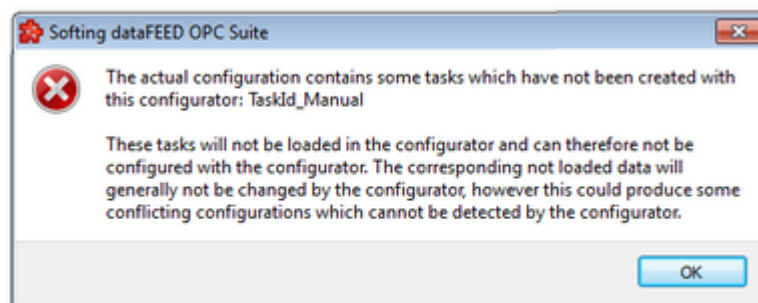 Softing dataFEED OPC Suite
The actual configuration contains some tasks which have not been created with
this configurator: TaskId_Manual
These tasks will not be loaded in the configurator and can therefore not be
configured with the configurator. The corresponding not loaded data will
generally not be changed by the configurator, however this could produce some
conflicting configurations which cannot be detected by the configurator.
OK